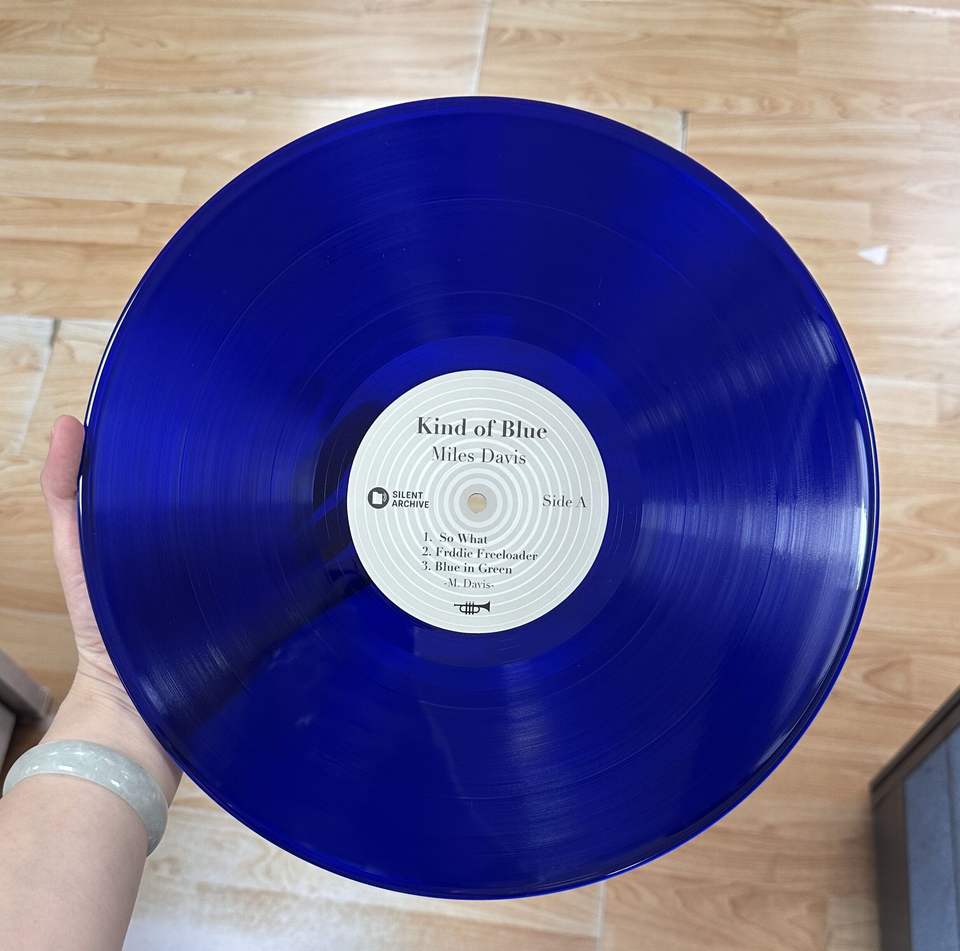 Kind of Blue
Miles Davis
SILENT
ARCHIVE
Side A
1. So What
2. Frddie Freeloader
3. Blue in Green
-M. Davis-